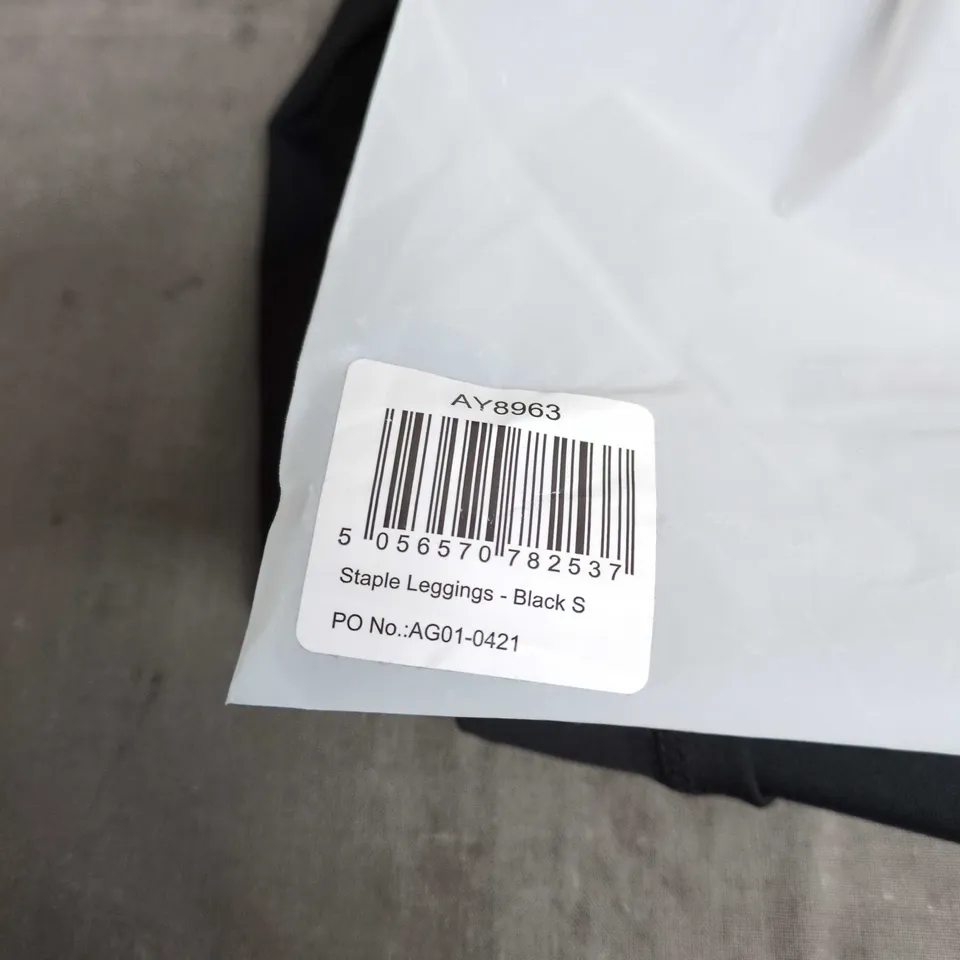 AY8963
5 056570 782537
Staple Leggings - Black S
PO No.:AG01-0421